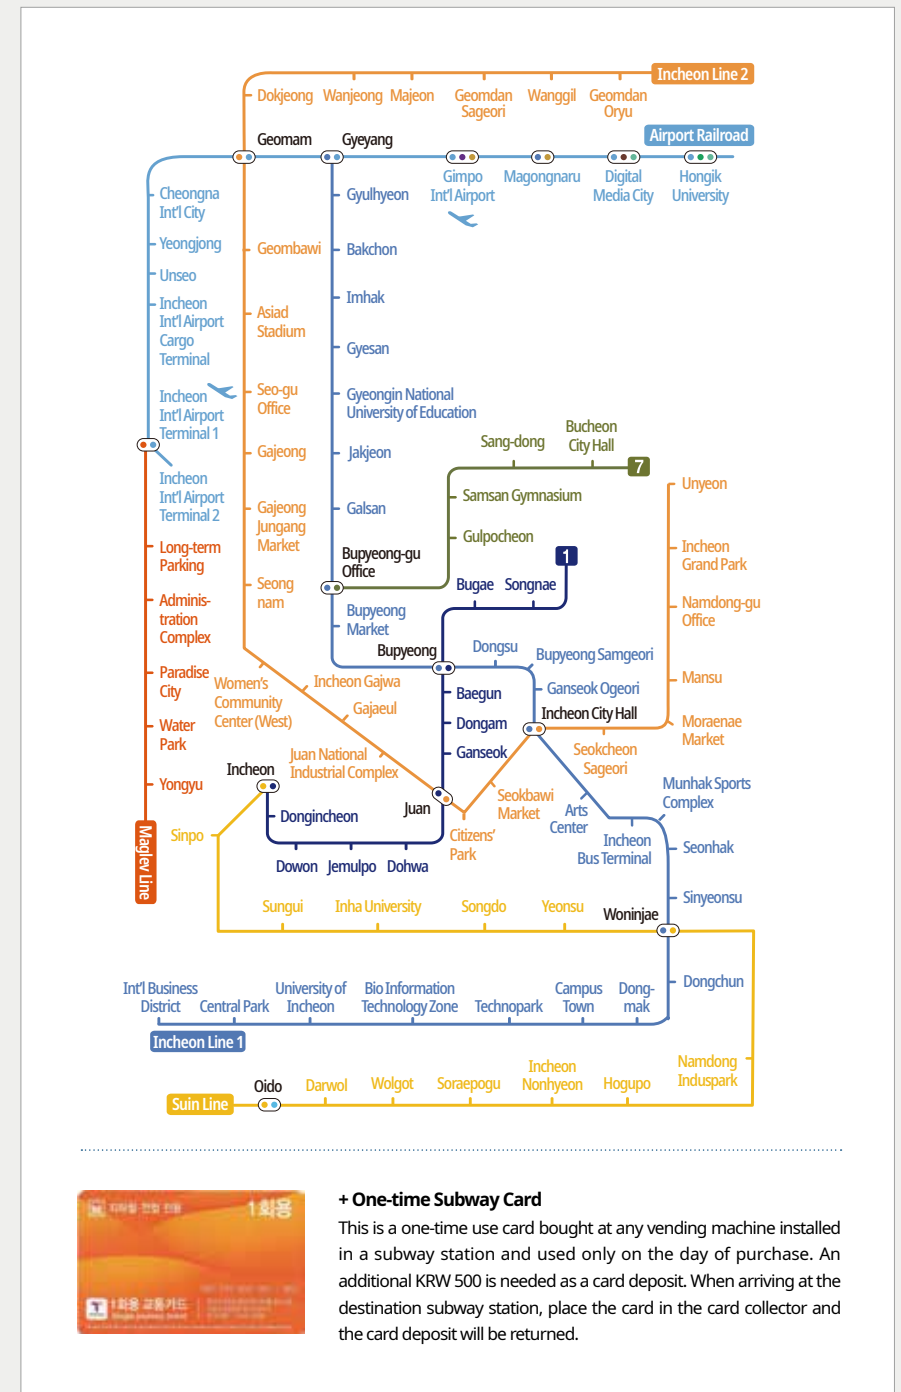 Incheon Line 2
Dokjeong Wanjeong Majeon Geomdan Wanggil Geomdan
Sageori Oryu
Airport Railroad
Geomam Gyeyang
Gimpo Magongnaru Digital Hongik
Int'l Airport Media City University
Cheongna
Int'l City
Yeongjong
Unseo
Incheon
Int'l Airport
Cargo
Terminal
Incheon
Int'l Airport
Terminal 1
Incheon
Int'l Airport
Terminal 2
Geombawi
Asiad
Stadium
Seo-gu
Office
Gajeong
Gajeong
Jungang
Market
Seong
nam
Gyulhyeon
Bakchon
Imhak
Gyesan
Gyeongin National
University of Education
Jakjeon
Galsan
Bupyeong-gu
Office
Bupyeong
Market
Bupyeong
Sang-dong
Bucheon
City Hall
7
Samsan Gymnasium
Gulpocheon
1
Bugae Songnae
Unyeon
Incheon
Grand Park
Namdong-gu
Office
Mansu
Moraenae
Market
Long-term
Parking
Adminis-
tration
Complex
Paradise
City
Water
Park
Yongyu
Maglev Line
Dongsu
Bupyeong Samgeori
Ganseok Ogeori
Incheon City Hall
Baegun
Dongam
Ganseok
Women's
Community
Center (West)
Incheon Gajwa
Gajaeul
Juan National
Industrial Complex
Seokcheon
Sageori
Seokbawi
Market
Citizens'
Park
Juan
Incheon
Dongincheon
Dowon Jemulpo Dohwa
Sinpo
Arts
Center
Incheon
Bus Terminal
Munhak Sports
Complex
Seonhak
Sinyeonsu
Sungui Inha University Songdo Yeonsu
Woninjae
Dongchun
Int'l Business University of Bio Information Campus Dong-
District Central Park Incheon Technology Zone Technopark Town mak
Incheon Line 1
Namdong
Induspark
Incheon
Oido Darwol Wolgot Soraepogu Nonhyeon Hogupo
Suin Line
지하철·전철 전용
1회용
T
1회용 교통카드
+ One-time Subway Card
This is a one-time use card bought at any vending machine installed
in a subway station and used only on the day of purchase. An
additional KRW 500 is needed as a card deposit. When arriving at the
destination subway station, place the card in the card collector and
the card deposit will be returned.